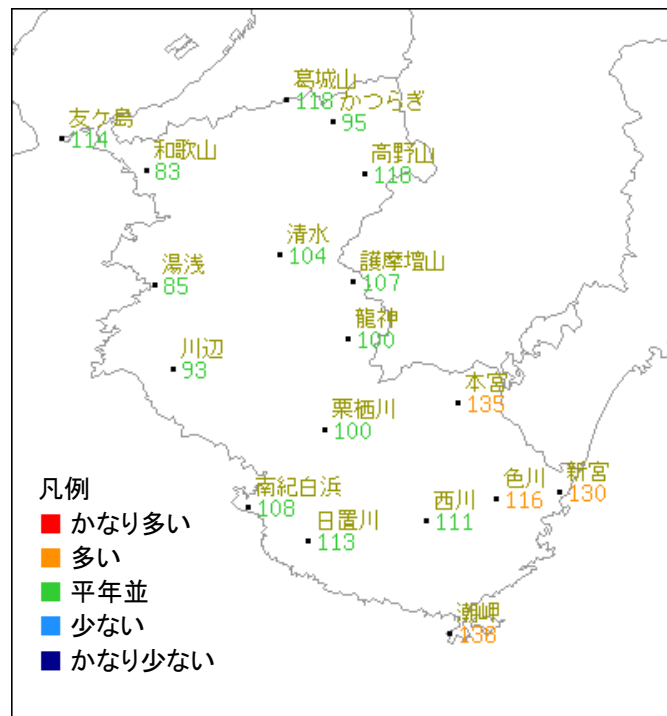 葛城山
118
かつらぎ
95
友ケ島
114
和歌山
83
高野山
118
清水
104
護摩壇山
107
湯浅
85
龍神
100
川辺
93
本宮
135
栗栖川
100
南紀白浜
108
日置川
113
西川
111
色川
116
新宮
130
潮岬
138
凡例
かなり多い
多い
平年並
少ない
かなり少ない